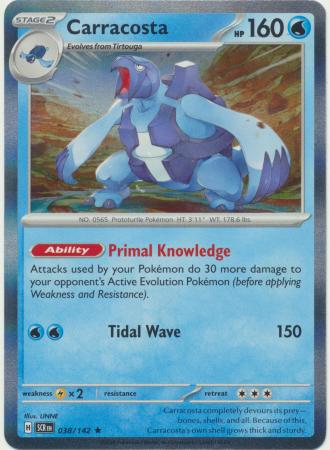 STAGE2
Carracosta
HP 160
Evolves from Tirtouga
NO. 0565 Prototurtle Pokémon HT: 3'11" WT: 178.6 lbs.
Ability Primal Knowledge
Attacks used by your Pokémon do 30 more damage to
your opponent's Active Evolution Pokémon (before applying
Weakness and Resistance).
Tidal Wave 150
weakness ×2 resistance retreat
Illus. UNNE
H SCR EN 038/142 ★
Carracosta completely devours its prey—
bones, shells, and all. Because of this,
Carracosta's own shell grows thick and sturdy.